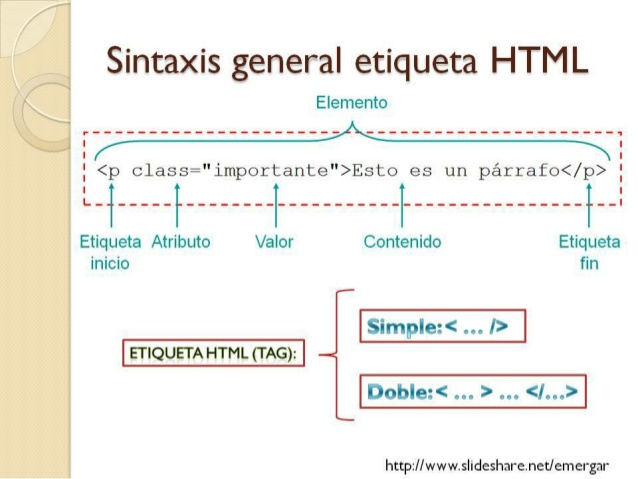 Sintaxis general etiqueta HTML
Elemento
<p class="importante">Esto es un párrafo</p>
Etiqueta inicio
Atributo
Valor
Contenido
Etiqueta fin
Simple:< ... />
ETIQUETA HTML (TAG):
Doble:< ... > ... </...>
http://www.slideshare.net/emergar